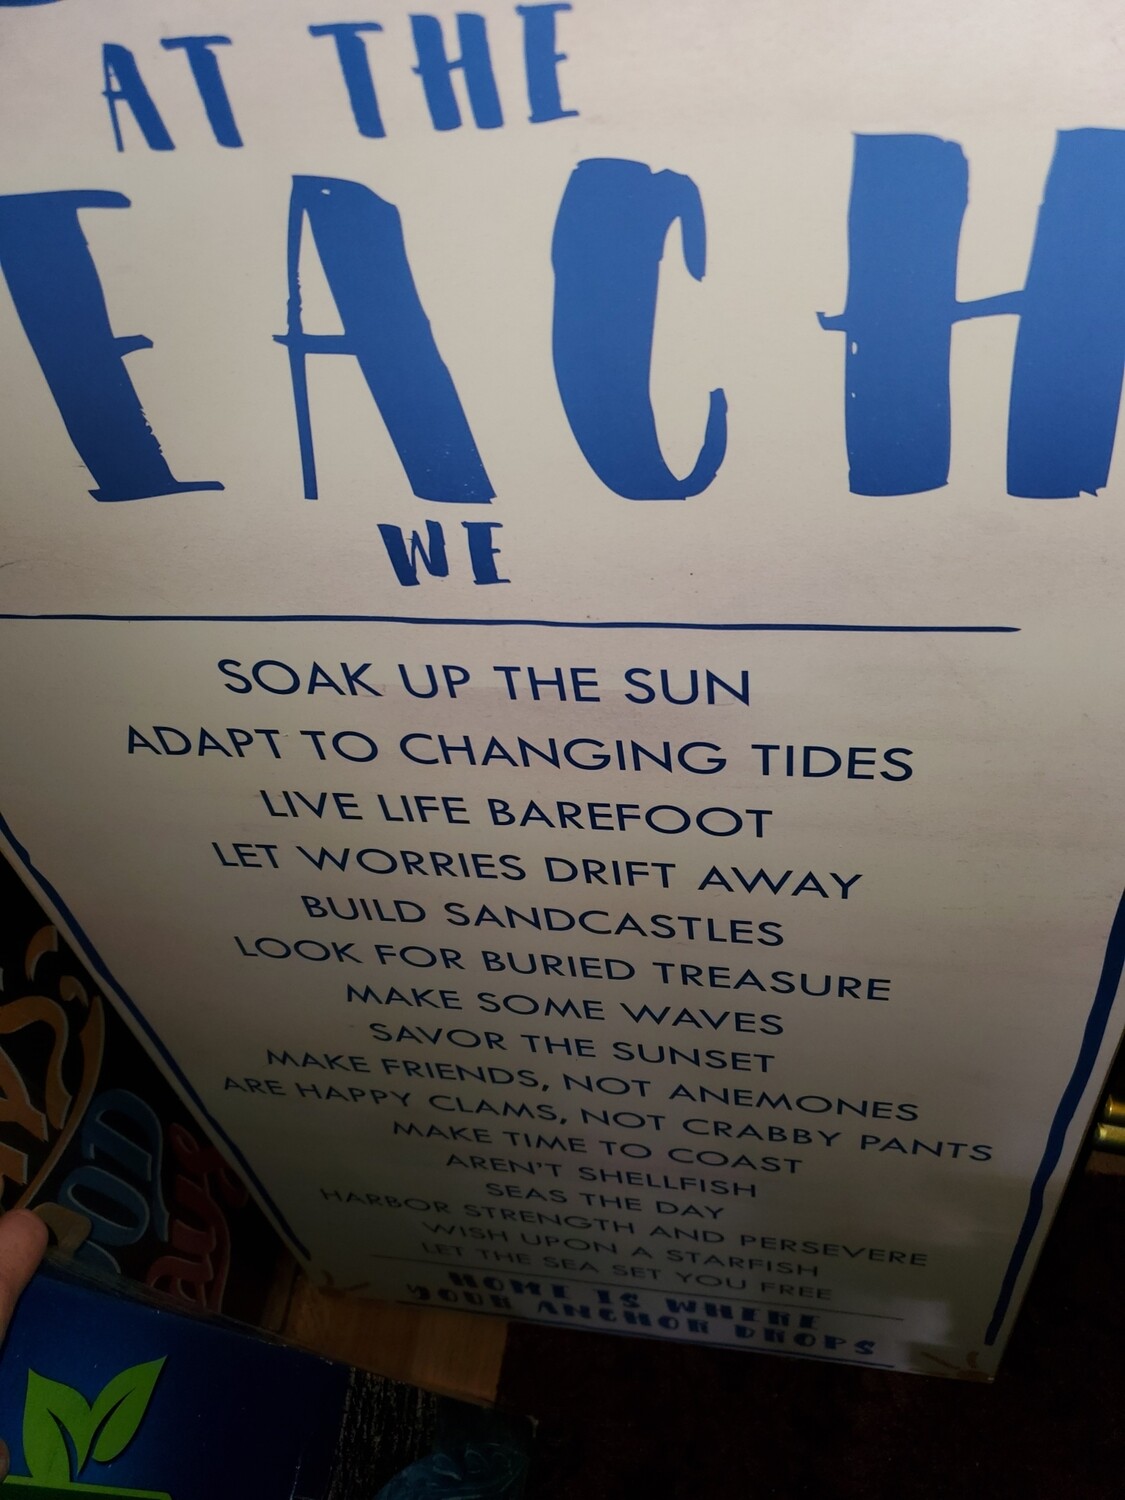 AT THE
EACH
WE
SOAK UP THE SUN
ADAPT TO CHANGING TIDES
LIVE LIFE BAREFOOT
LET WORRIES DRIFT AWAY
BUILD SANDCASTLES
LOOK FOR BURIED TREASURE
MAKE SOME WAVES
SAVOR THE SUNSET
MAKE FRIENDS, NOT ANEMONES
ARE HAPPY CLAMS, NOT CRABBY PANTS
MAKE TIME TO COAST
AREN'T SHELLFISH
SEAS THE DAY
HARBOR STRENGTH AND PERSEVERE
WISH UPON A STARFISH
LET THE SEA SET YOU FREE
HOME IS WHERE
YOUR ANCHOR DROPS